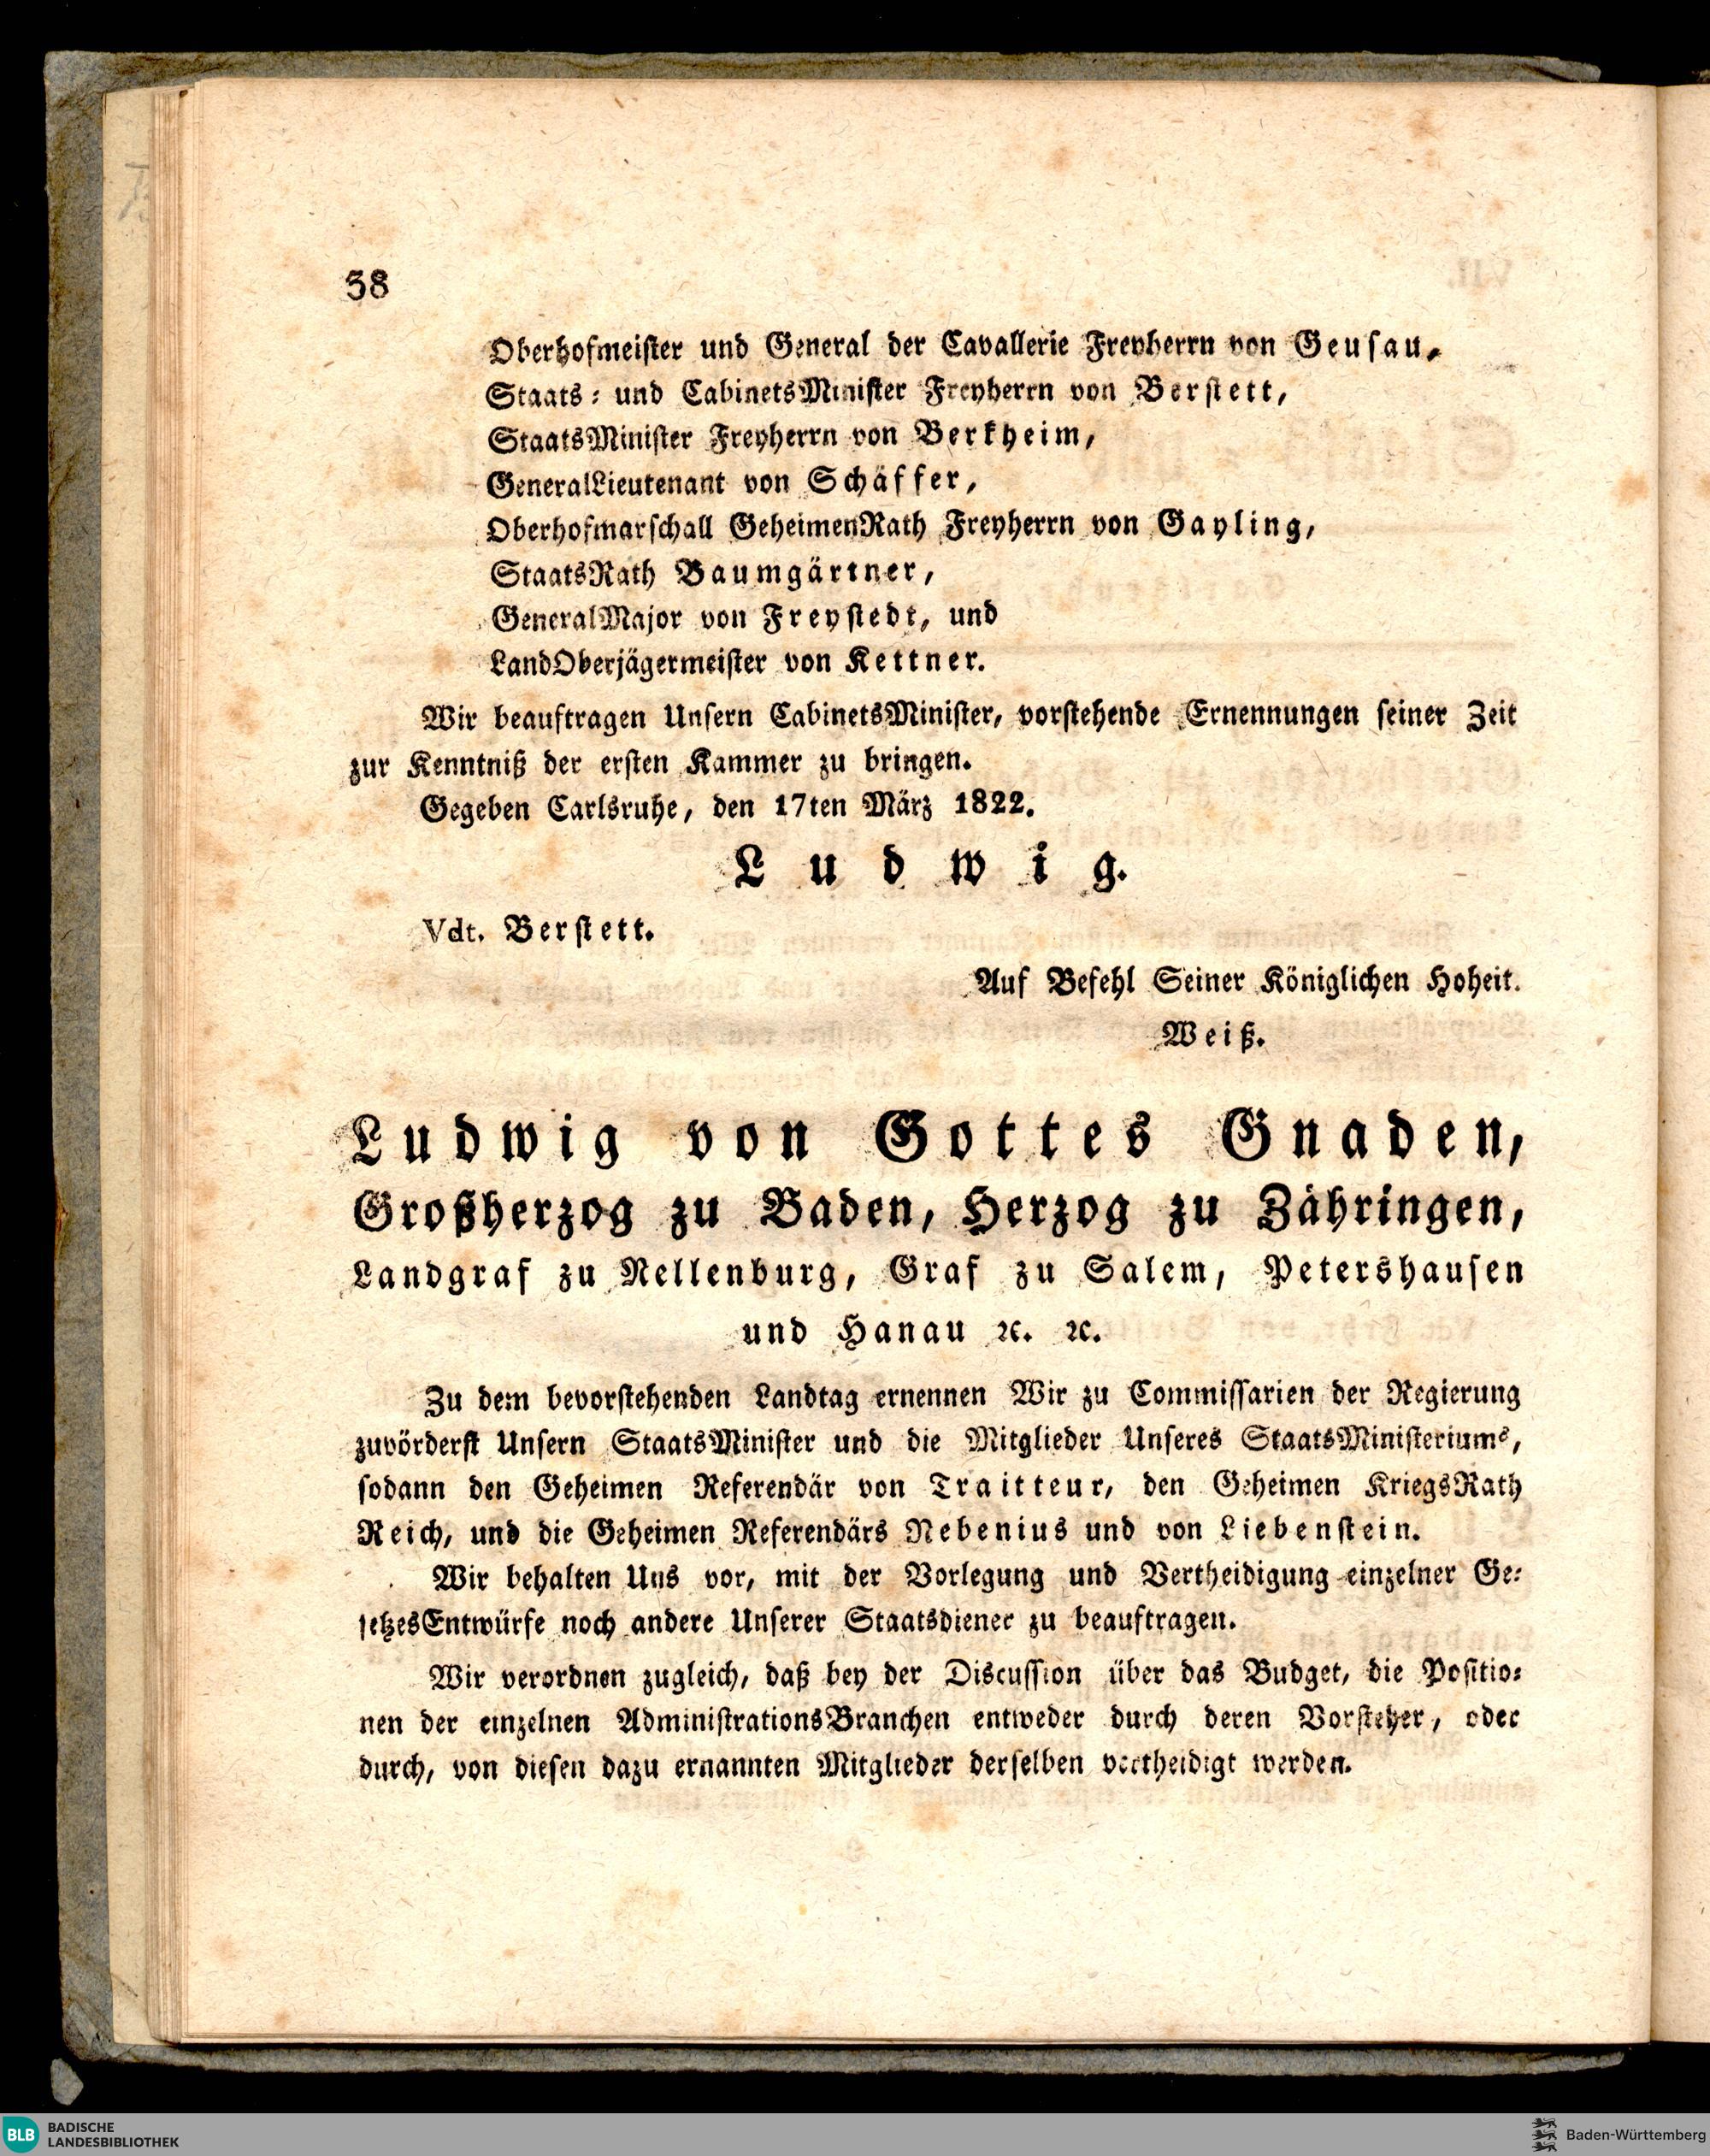 38
Oberhofmeister und General der Cavallerie Freyherrn von Geusau,
Staats- und CabinetsMinister Freyherrn von Berstett,
StaatsMinister Freyherrn von Berkheim,
GeneralLieutenant von Schäffer,
Oberhofmarschall GeheimenRath Freyherrn von Gayling,
StaatsRath Baumgärtner,
GeneralMajor von Freystedt, und
LandOberjägermeister von Kettner.
Wir beauftragen Unsern CabinetsMinister, vorstehende Ernennungen seiner Zeit
zur Kenntniß der ersten Kammer zu bringen.
Gegeben Carlsruhe, den 17ten März 1822.
Ludwig.
Vdt. Berstett.
Auf Befehl Seiner Königlichen Hoheit.
Weiß.
Ludwig von Gottes Gnaden,
Großherzog zu Baden, Herzog zu Zähringen,
Landgraf zu Nellenburg, Graf zu Salem, Petershausen
und Hanau ꝛc. ꝛc.
Zu dem bevorstehenden Landtag ernennen Wir zu Commissarien der Regierung
zuvörderst Unsern StaatsMinister und die Mitglieder Unseres StaatsMinisteriums,
sodann den Geheimen Referendär von Traitteur, den Geheimen KriegsRath
Reich, und die Geheimen Referendärs Nebenius und von Liebenstein.
Wir behalten Uns vor, mit der Vorlegung und Vertheidigung einzelner Ge-
setzesEntwürfe noch andere Unserer Staatsdiener zu beauftragen.
Wir verordnen zugleich, daß bey der Discussion über das Budget, die Positio-
nen der einzelnen AdministrationsBranchen entweder durch deren Vorsteher, oder
durch, von diesen dazu ernannten Mitglieder derselben vertheidigt werden.
BLB BADISCHE
LANDESBIBLIOTHEK
Baden-Württemberg